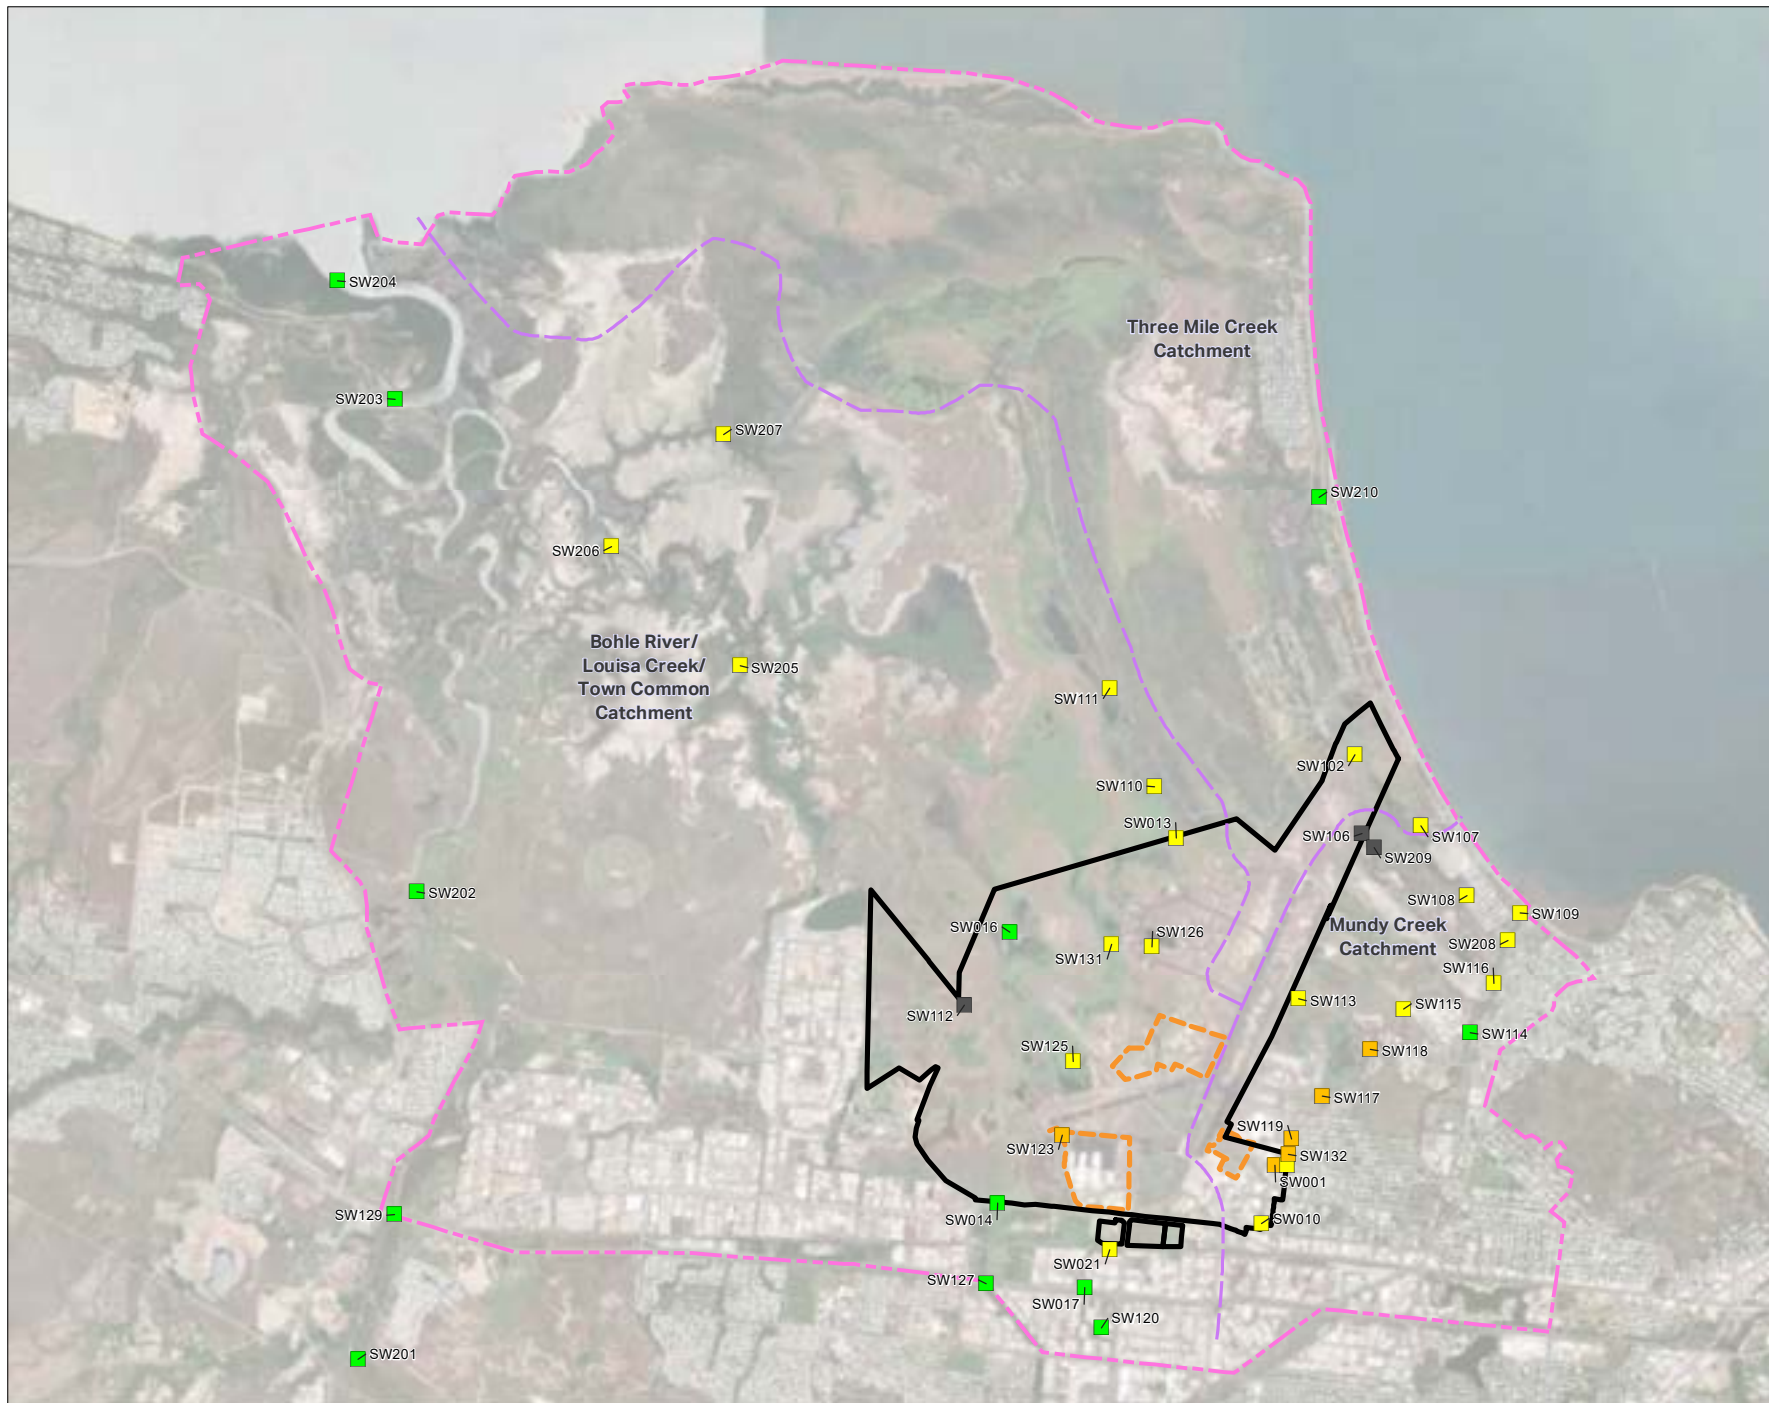 SW204
Three Mile Creek
Catchment
SW203
SW207
SW210
SW206
Bohle River/
Louisa Creek/
Town Common
Catchment
SW205
SW111
SW102
SW110
SW013
SW106
SW107
SW209
SW202
SW108
SW109
SW016
SW126
Mundy Creek
Catchment
SW208
SW131
SW116
SW115
SW113
SW112
SW114
SW125
SW118
SW117
SW119
SW123
SW132
SW001
SW129
SW014
SW010
SW021
SW127
SW017
SW120
SW201